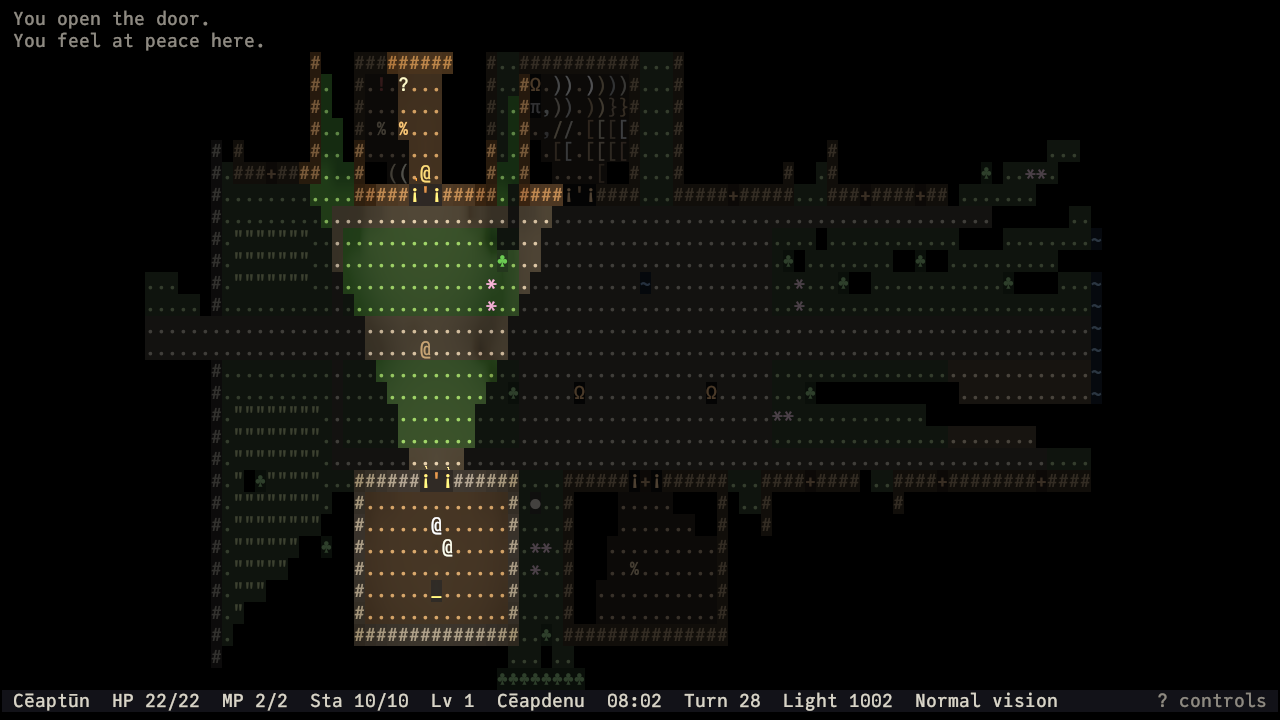 You open the door.
You feel at peace here.
Cēaptūn HP 22/22 MP 2/2 Sta 10/10 Lv 1 Cēapdenu 08:02 Turn 28 Light 1002 Normal vision ? controls